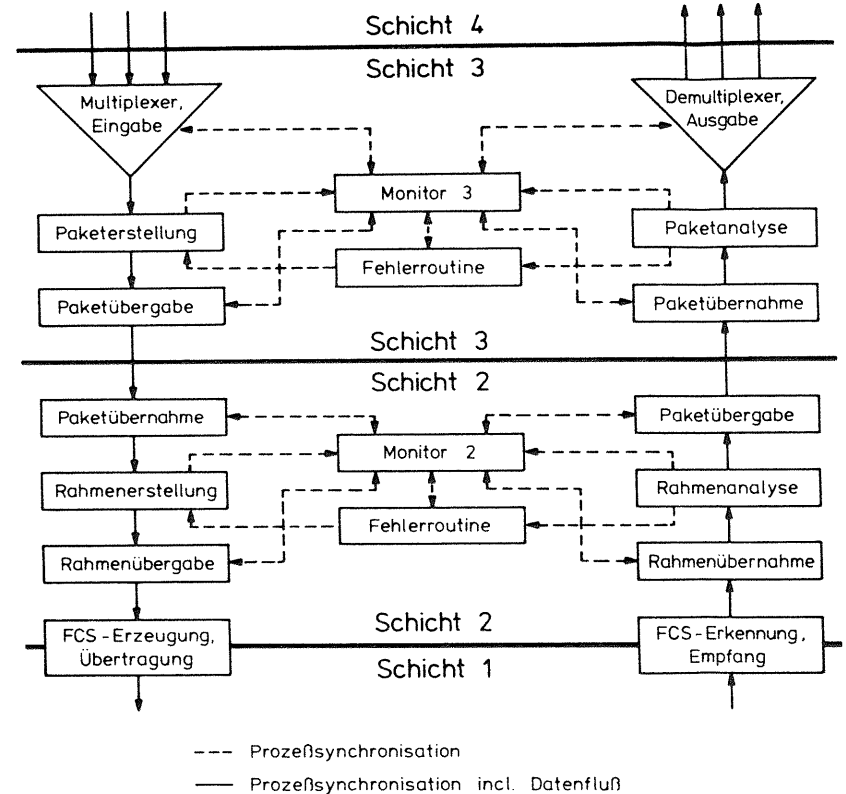 Schicht 4
Schicht 3
Multiplexer,
Eingabe
Demultiplexer,
Ausgabe
Monitor 3
Paketerstellung
Paketanalyse
Fehlerroutine
Paketübergabe
Paketübernahme
Schicht 3
Schicht 2
Paketübernahme
Paketübergabe
Monitor 2
Rahmenerstellung
Rahmenanalyse
Fehlerroutine
Rahmenübergabe
Rahmenübernahme
Schicht 2
FCS-Erzeugung,
Übertragung
FCS-Erkennung,
Empfang
Schicht 1
Prozeßsynchronisation
Prozeßsynchronisation incl. Datenfluß